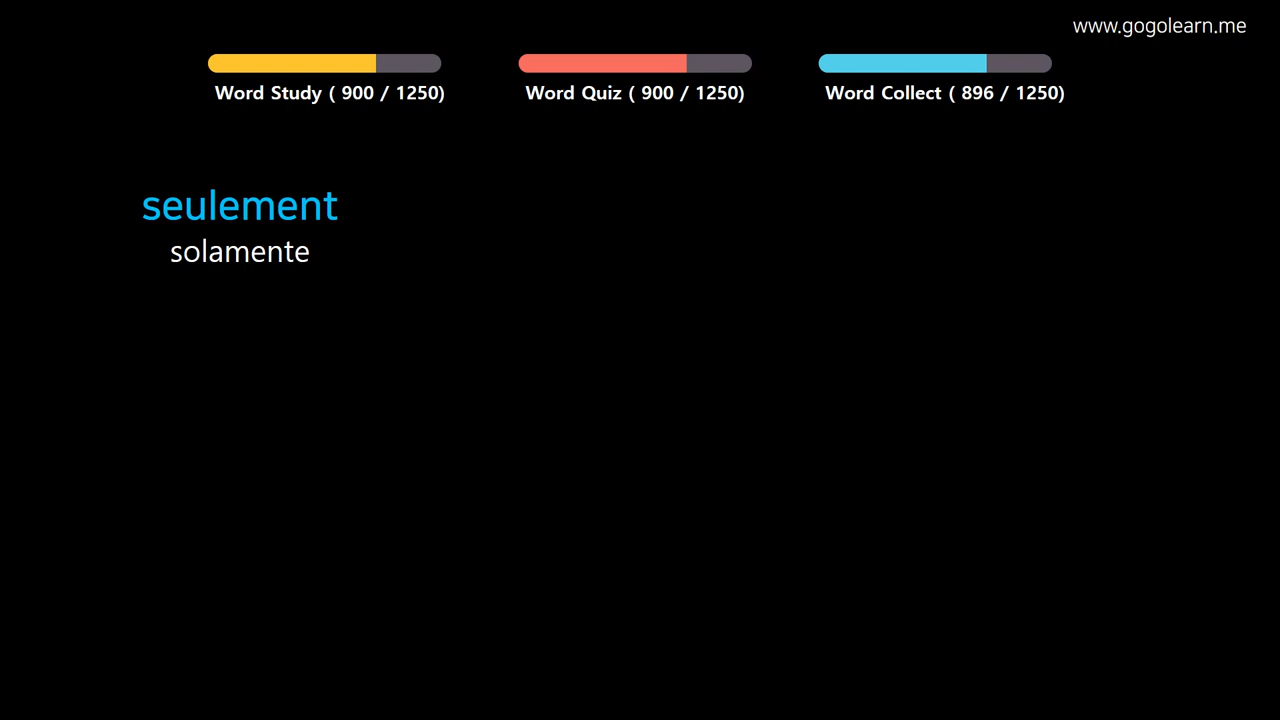 www.gogolearn.me
Word Study ( 900 / 1250)
Word Quiz ( 900 / 1250)
Word Collect ( 896 / 1250)
seulement
solamente